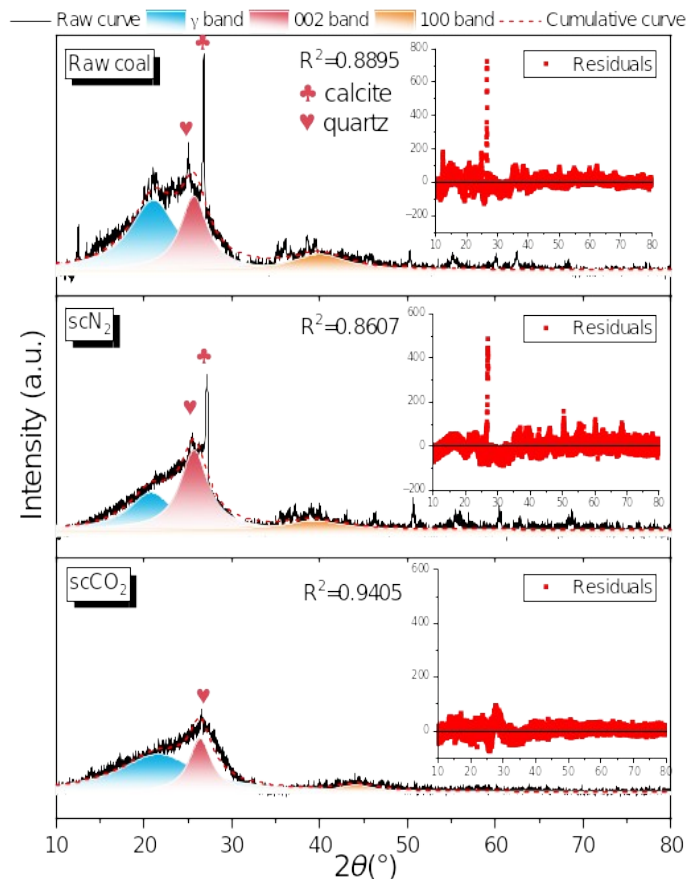 Raw curve γ band 002 band 100 band Cumulative curve
Raw coal
R²=0.8895
♣ calcite
♥ quartz
Residuals
800
600
400
200
0
−200
10 20 30 40 50 60 70 80
scN₂
R²=0.8607
Residuals
600
400
200
0
−200
10 20 30 40 50 60 70 80
scCO₂
R²=0.9405
Residuals
600
400
200
0
10 20 30 40 50 60 70 80
Intensity (a.u.)
10 20 30 40 50 60 70 80
2θ(°)